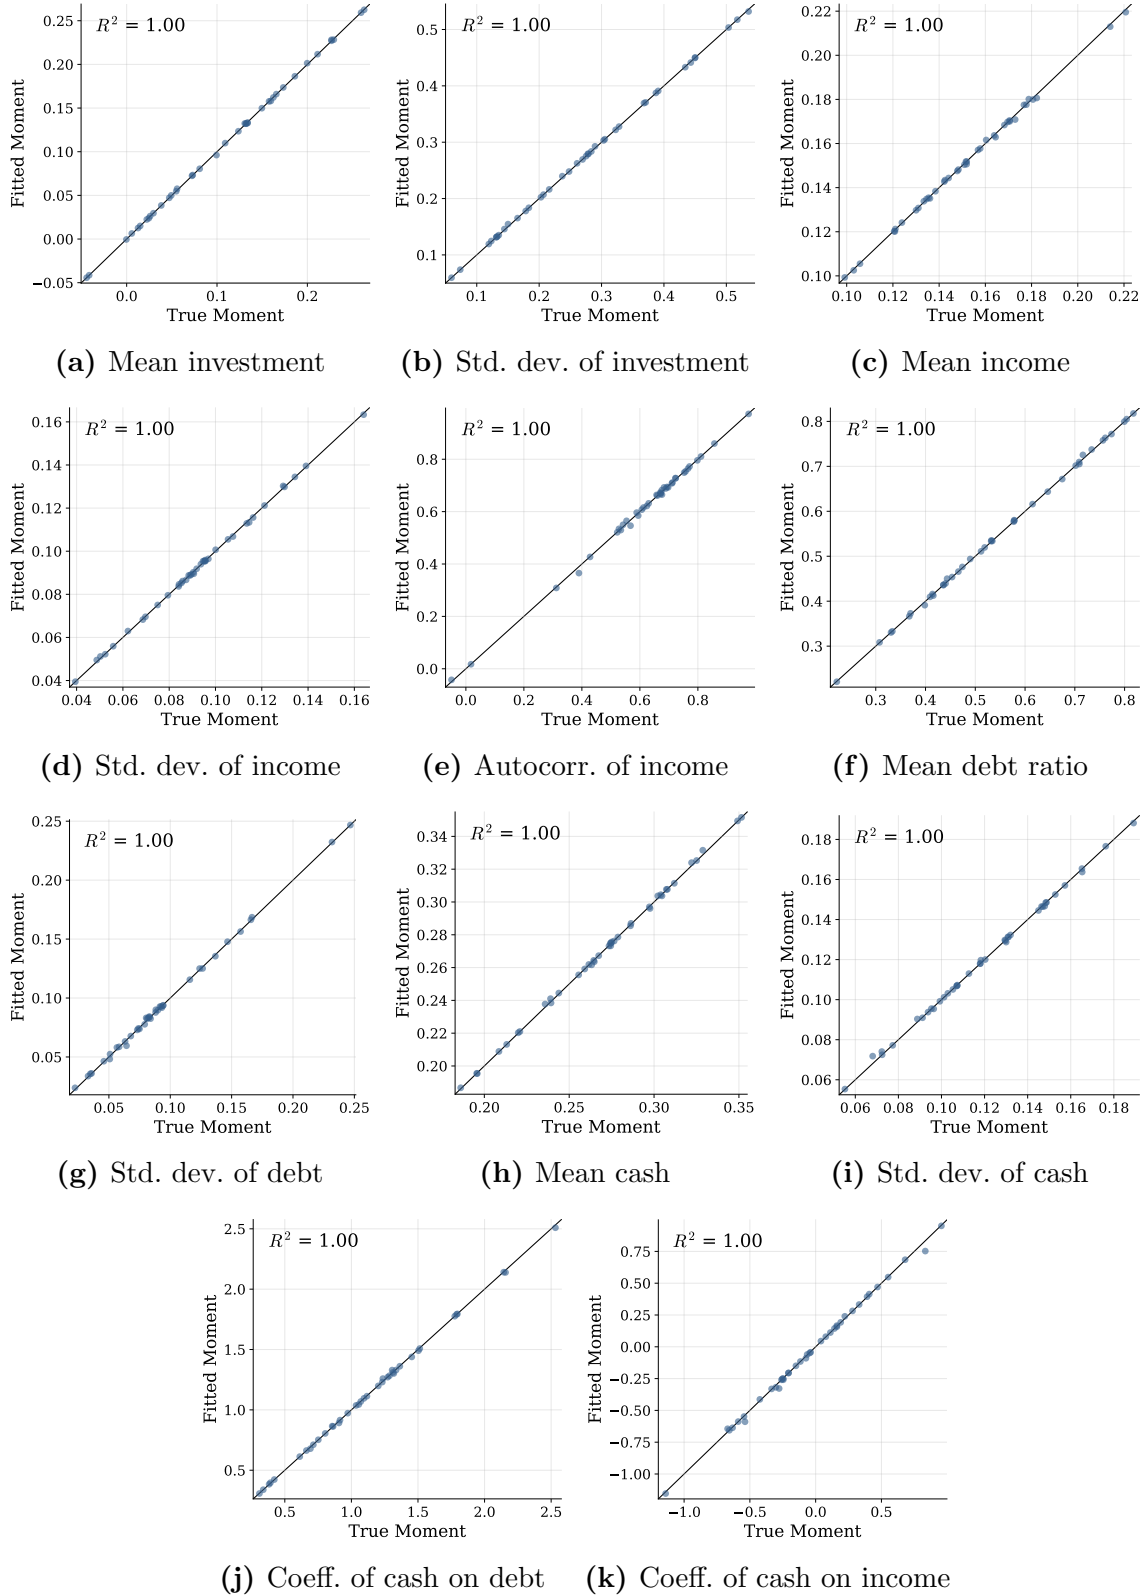 R² = 1.00
0.25
0.20
0.15
0.10
0.05
0.00
−0.05
0.0 0.1 0.2
Fitted Moment
True Moment
(a) Mean investment
R² = 1.00
0.5
0.4
0.3
0.2
0.1
0.1 0.2 0.3 0.4 0.5
Fitted Moment
True Moment
(b) Std. dev. of investment
R² = 1.00
0.22
0.20
0.18
0.16
0.14
0.12
0.10
0.10 0.12 0.14 0.16 0.18 0.20 0.22
Fitted Moment
True Moment
(c) Mean income
R² = 1.00
0.16
0.14
0.12
0.10
0.08
0.06
0.04
0.04 0.06 0.08 0.10 0.12 0.14 0.16
Fitted Moment
True Moment
(d) Std. dev. of income
R² = 1.00
0.8
0.6
0.4
0.2
0.0
0.0 0.2 0.4 0.6 0.8
Fitted Moment
True Moment
(e) Autocorr. of income
R² = 1.00
0.8
0.7
0.6
0.5
0.4
0.3
0.3 0.4 0.5 0.6 0.7 0.8
Fitted Moment
True Moment
(f) Mean debt ratio
R² = 1.00
0.25
0.20
0.15
0.10
0.05
0.05 0.10 0.15 0.20 0.25
Fitted Moment
True Moment
(g) Std. dev. of debt
R² = 1.00
0.34
0.32
0.30
0.28
0.26
0.24
0.22
0.20
0.20 0.25 0.30 0.35
Fitted Moment
True Moment
(h) Mean cash
R² = 1.00
0.18
0.16
0.14
0.12
0.10
0.08
0.06
0.06 0.08 0.10 0.12 0.14 0.16 0.18
Fitted Moment
True Moment
(i) Std. dev. of cash
R² = 1.00
2.5
2.0
1.5
1.0
0.5
0.5 1.0 1.5 2.0 2.5
Fitted Moment
True Moment
(j) Coeff. of cash on debt
R² = 1.00
0.75
0.50
0.25
0.00
−0.25
−0.50
−0.75
−1.00
−1.0 −0.5 0.0 0.5
Fitted Moment
True Moment
(k) Coeff. of cash on income